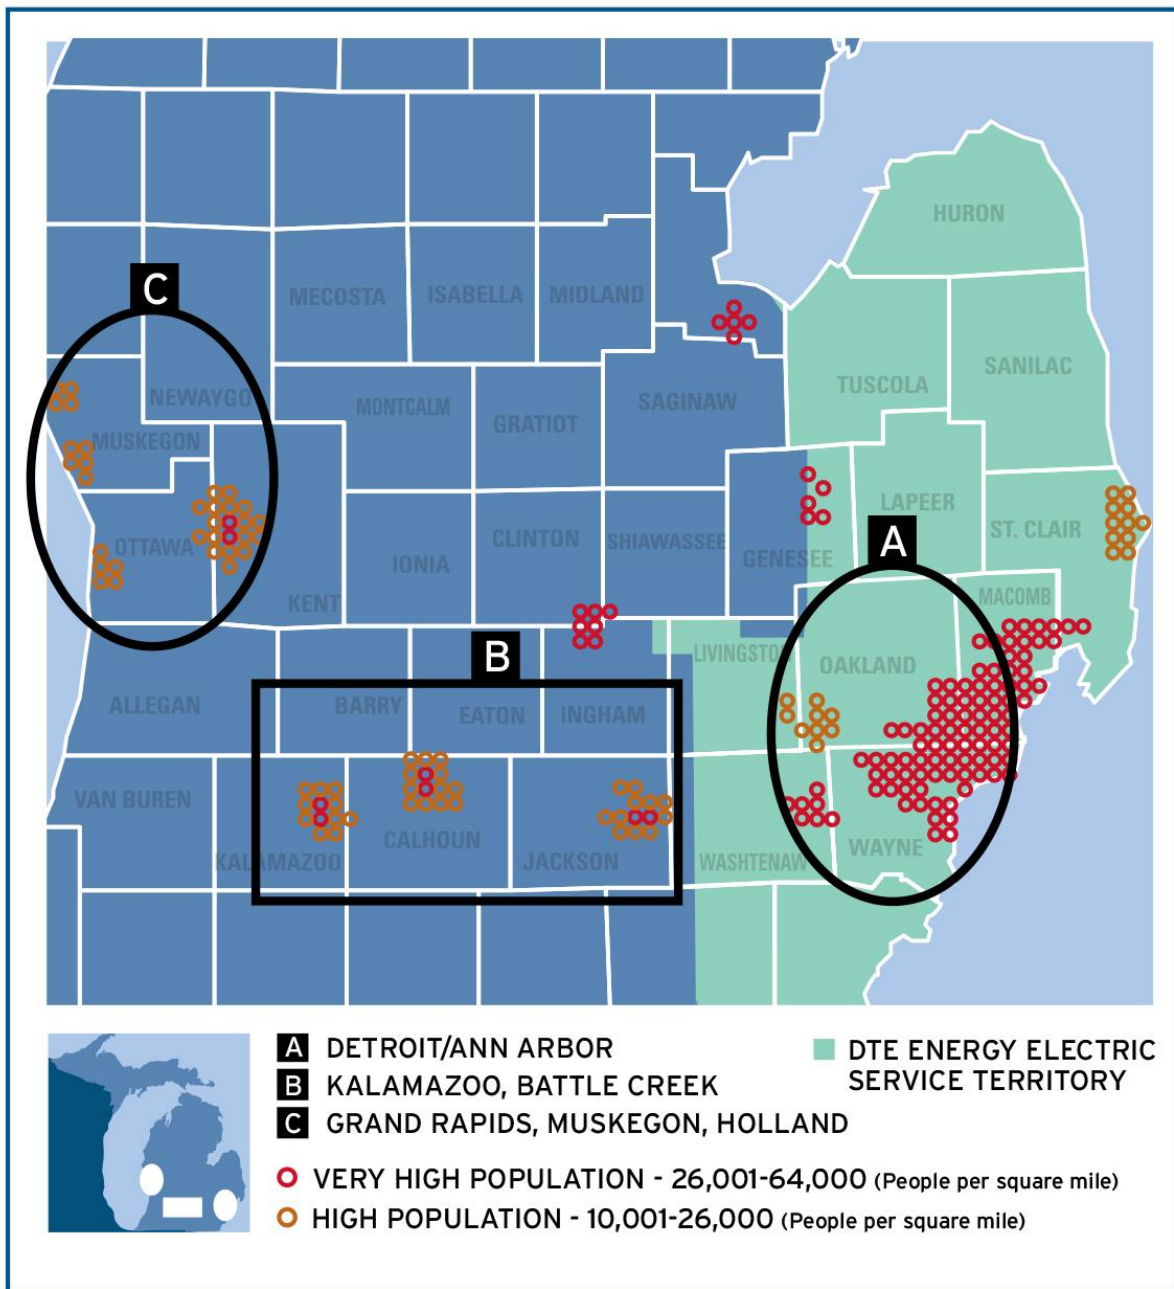 HURON
C
MECOSTA
ISABELLA
MIDLAND
SANILAC
TUSCOLA
NEWAYGO
MONTCALM
GRATIOT
SAGINAW
MUSKEGON
LAPEER
ST. CLAIR
A
OTTAWA
CLINTON
SHIAWASSEE
GENESEE
IONIA
KENT
MACOMB
B
LIVINGSTON
OAKLAND
ALLEGAN
BARRY
EATON
INGHAM
VAN BUREN
CALHOUN
KALAMAZOO
JACKSON
WASHTENAW
WAYNE
A DETROIT/ANN ARBOR
B KALAMAZOO, BATTLE CREEK
C GRAND RAPIDS, MUSKEGON, HOLLAND
DTE ENERGY ELECTRIC
SERVICE TERRITORY
VERY HIGH POPULATION - 26,001-64,000 (People per square mile)
HIGH POPULATION - 10,001-26,000 (People per square mile)